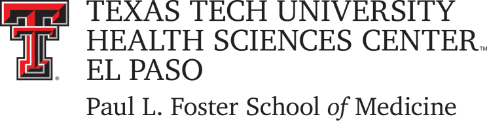 TEXAS TECH UNIVERSITY
HEALTH SCIENCES CENTER™
EL PASO
Paul L. Foster School of Medicine